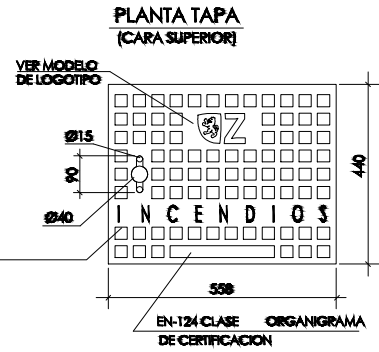 PLANTA TAPA
(CARA SUPERIOR)
VER MODELO
DE LOGOTIPO
Z
Ø15
90
Ø40
440
INCENDIOS
558
EN-124 CLASE ORGANIGRAMA
DE CERTIFICACION